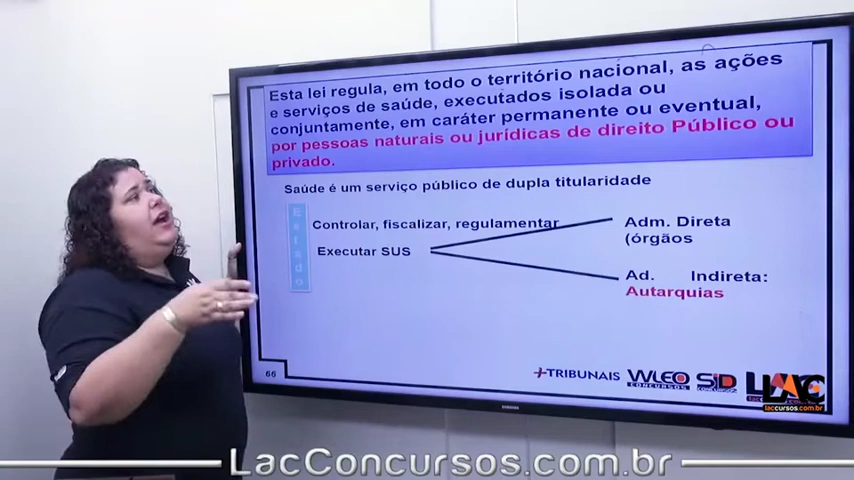 Esta lei regula, em todo o território nacional, as ações
e serviços de saúde, executados isolada ou
conjuntamente, em caráter permanente ou eventual,
por pessoas naturais ou jurídicas de direito Público ou
privado.
Saúde é um serviço público de dupla titularidade
Estado
Controlar, fiscalizar, regulamentar
Executar SUS
Adm. Direta
(órgãos
Ad. Indireta:
Autarquias
66
+TRIBUNAIS
WLEO
CONCURSOS
SJD
CONCURSOS
LAC
LACCURSOS.COM.BR
LacConcursos.com.br